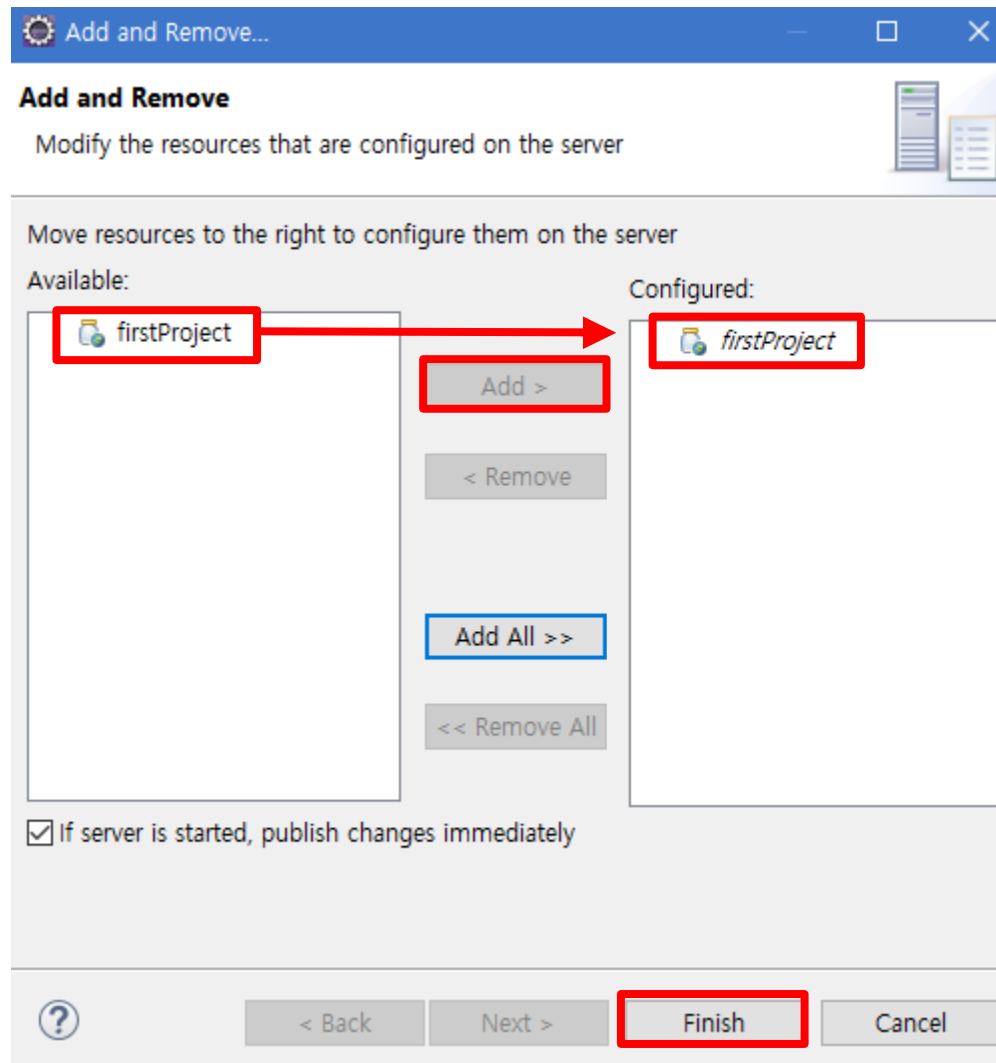 Add and Remove...
Add and Remove
Modify the resources that are configured on the server
Move resources to the right to configure them on the server
Available:
Configured:
firstProject
firstProject
Add >
< Remove
Add All >>
<< Remove All
If server is started, publish changes immediately
?
< Back
Next >
Finish
Cancel